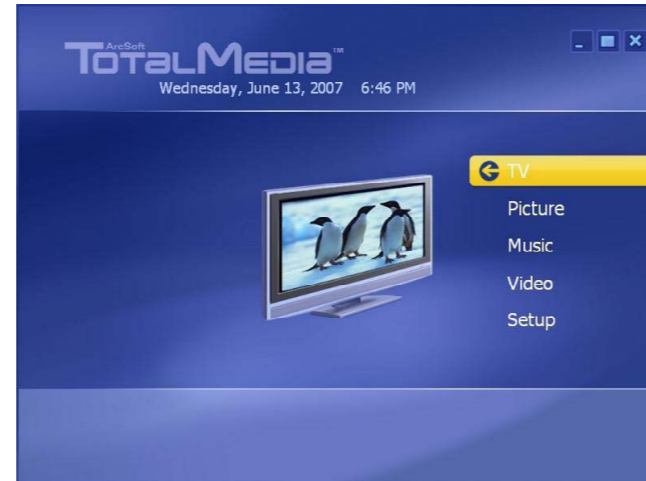 ArcSoft
TOTALMEDIA™
Wednesday, June 13, 2007 6:46 PM
TV
Picture
Music
Video
Setup